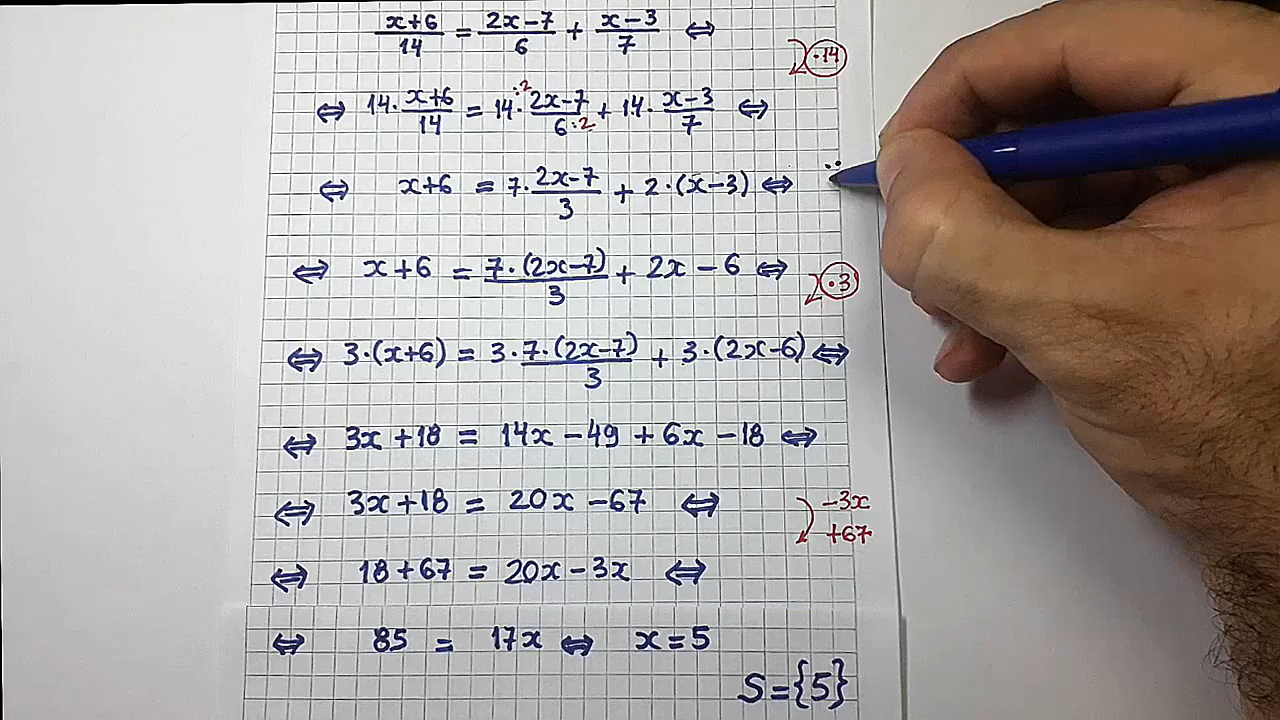 x+6/14 = 2x-7/6 + x-3/7 ⇔
·14
⇔ 14·x+6/14 = 14:2·2x-7/6:2 + 14·x-3/7 ⇔
⇔ x+6 = 7·2x-7/3 + 2·(x-3) ⇔
⇔ x+6 = 7·(2x-7)/3 + 2x-6 ⇔
·3
⇔ 3·(x+6) = 3·7·(2x-7)/3 + 3·(2x-6) ⇔
⇔ 3x+18 = 14x-49+6x-18 ⇔
⇔ 3x+18 = 20x-67 ⇔ -3x
+67
⇔ 18+67 = 20x-3x ⇔
⇔ 85 = 17x ⇔ x=5
S={5}